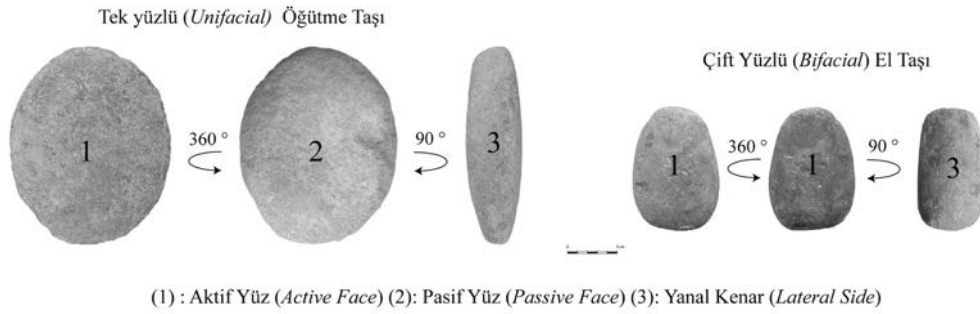 Tek yüzlü (Unifacial) Öğütme Taşı
Çift Yüzlü (Bifacial) El Taşı
1 360 ° 2 90 ° 3
1 360 ° 1 90 ° 3
(1) : Aktif Yüz (Active Face) (2): Pasif Yüz (Passive Face) (3): Yanal Kenar (Lateral Side)